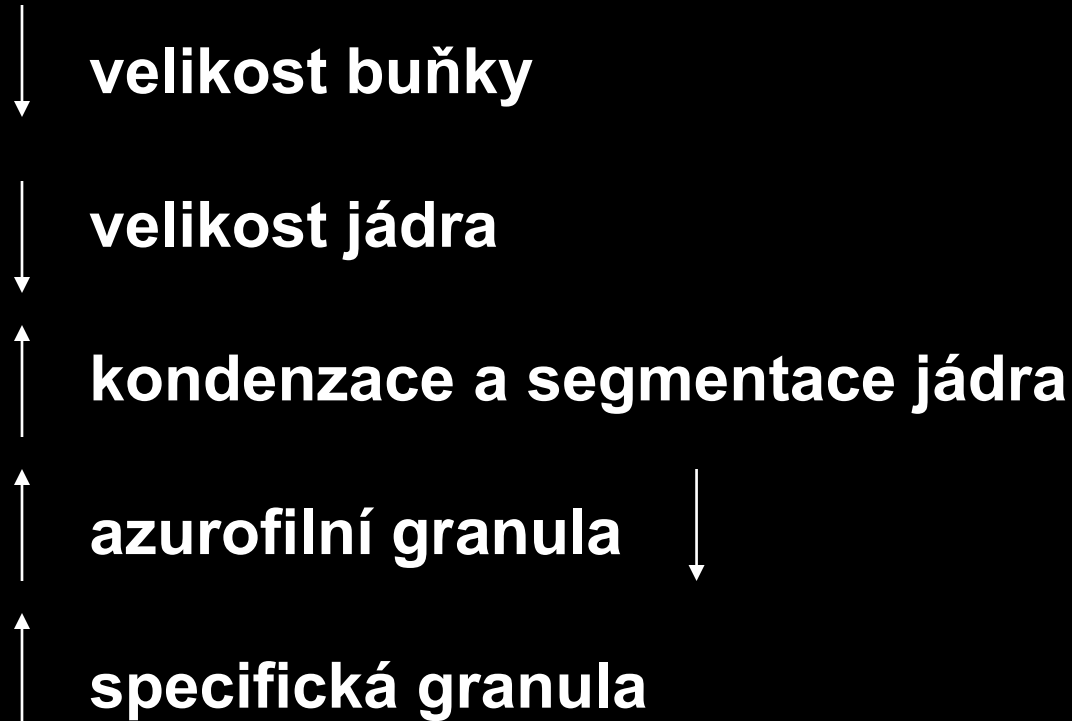 velikost buňky
velikost jádra
kondenzace a segmentace jádra
azurofilní granula
specifická granula